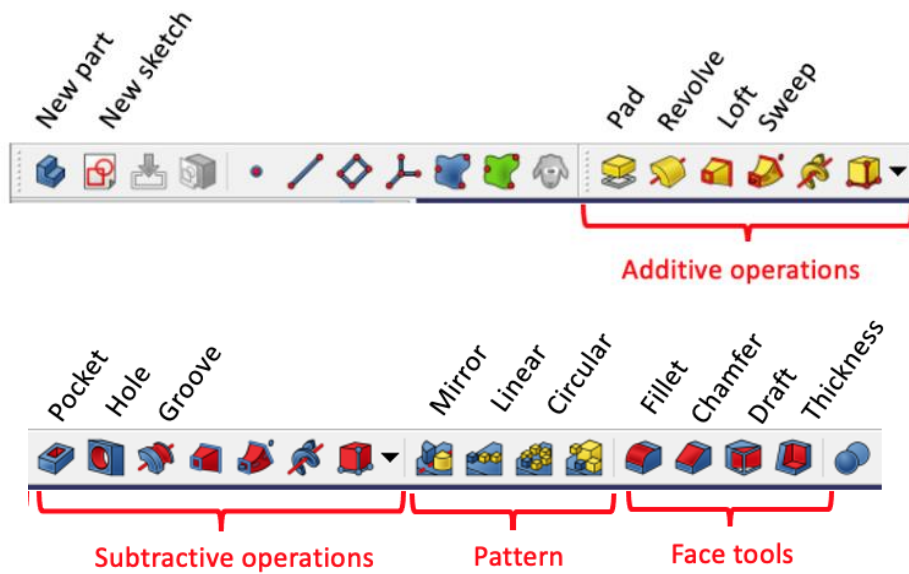 New part
New sketch
Pad
Revolve
Loft
Sweep
Additive operations
Pocket
Hole
Groove
Mirror
Linear
Circular
Fillet
Chamfer
Draft
Thickness
Subtractive operations
Pattern
Face tools